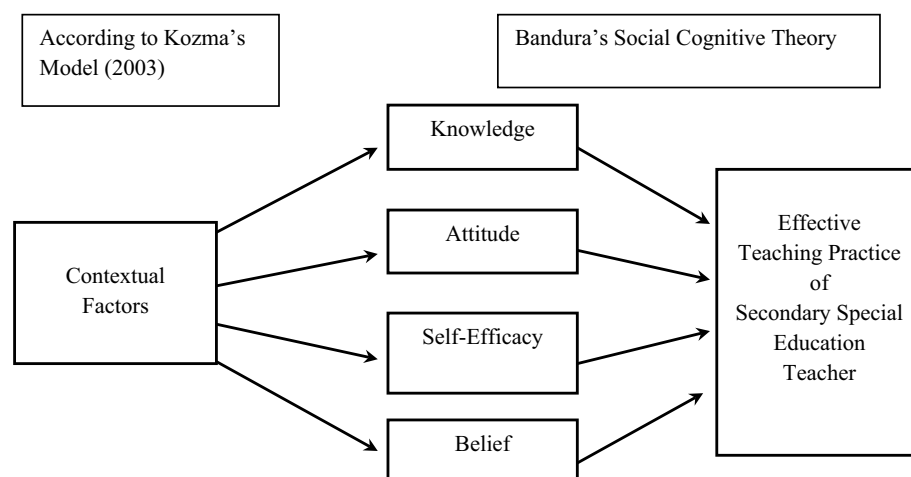 According to Kozma's
Model (2003)
Bandura's Social Cognitive Theory
Knowledge
Attitude
Self-Efficacy
Belief
Contextual
Factors
Effective
Teaching Practice
of
Secondary Special
Education
Teacher